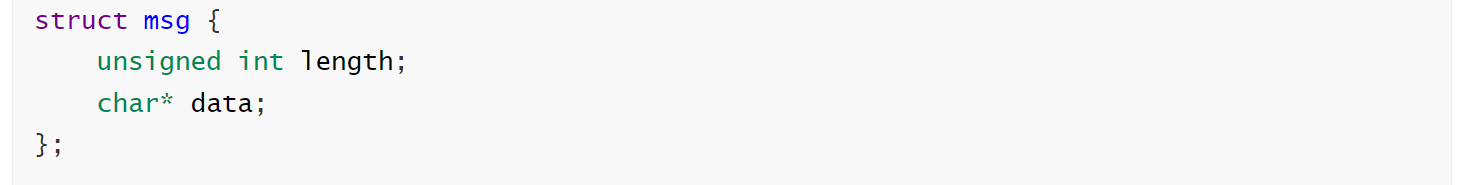 struct msg {
    unsigned int length;
    char* data;
};